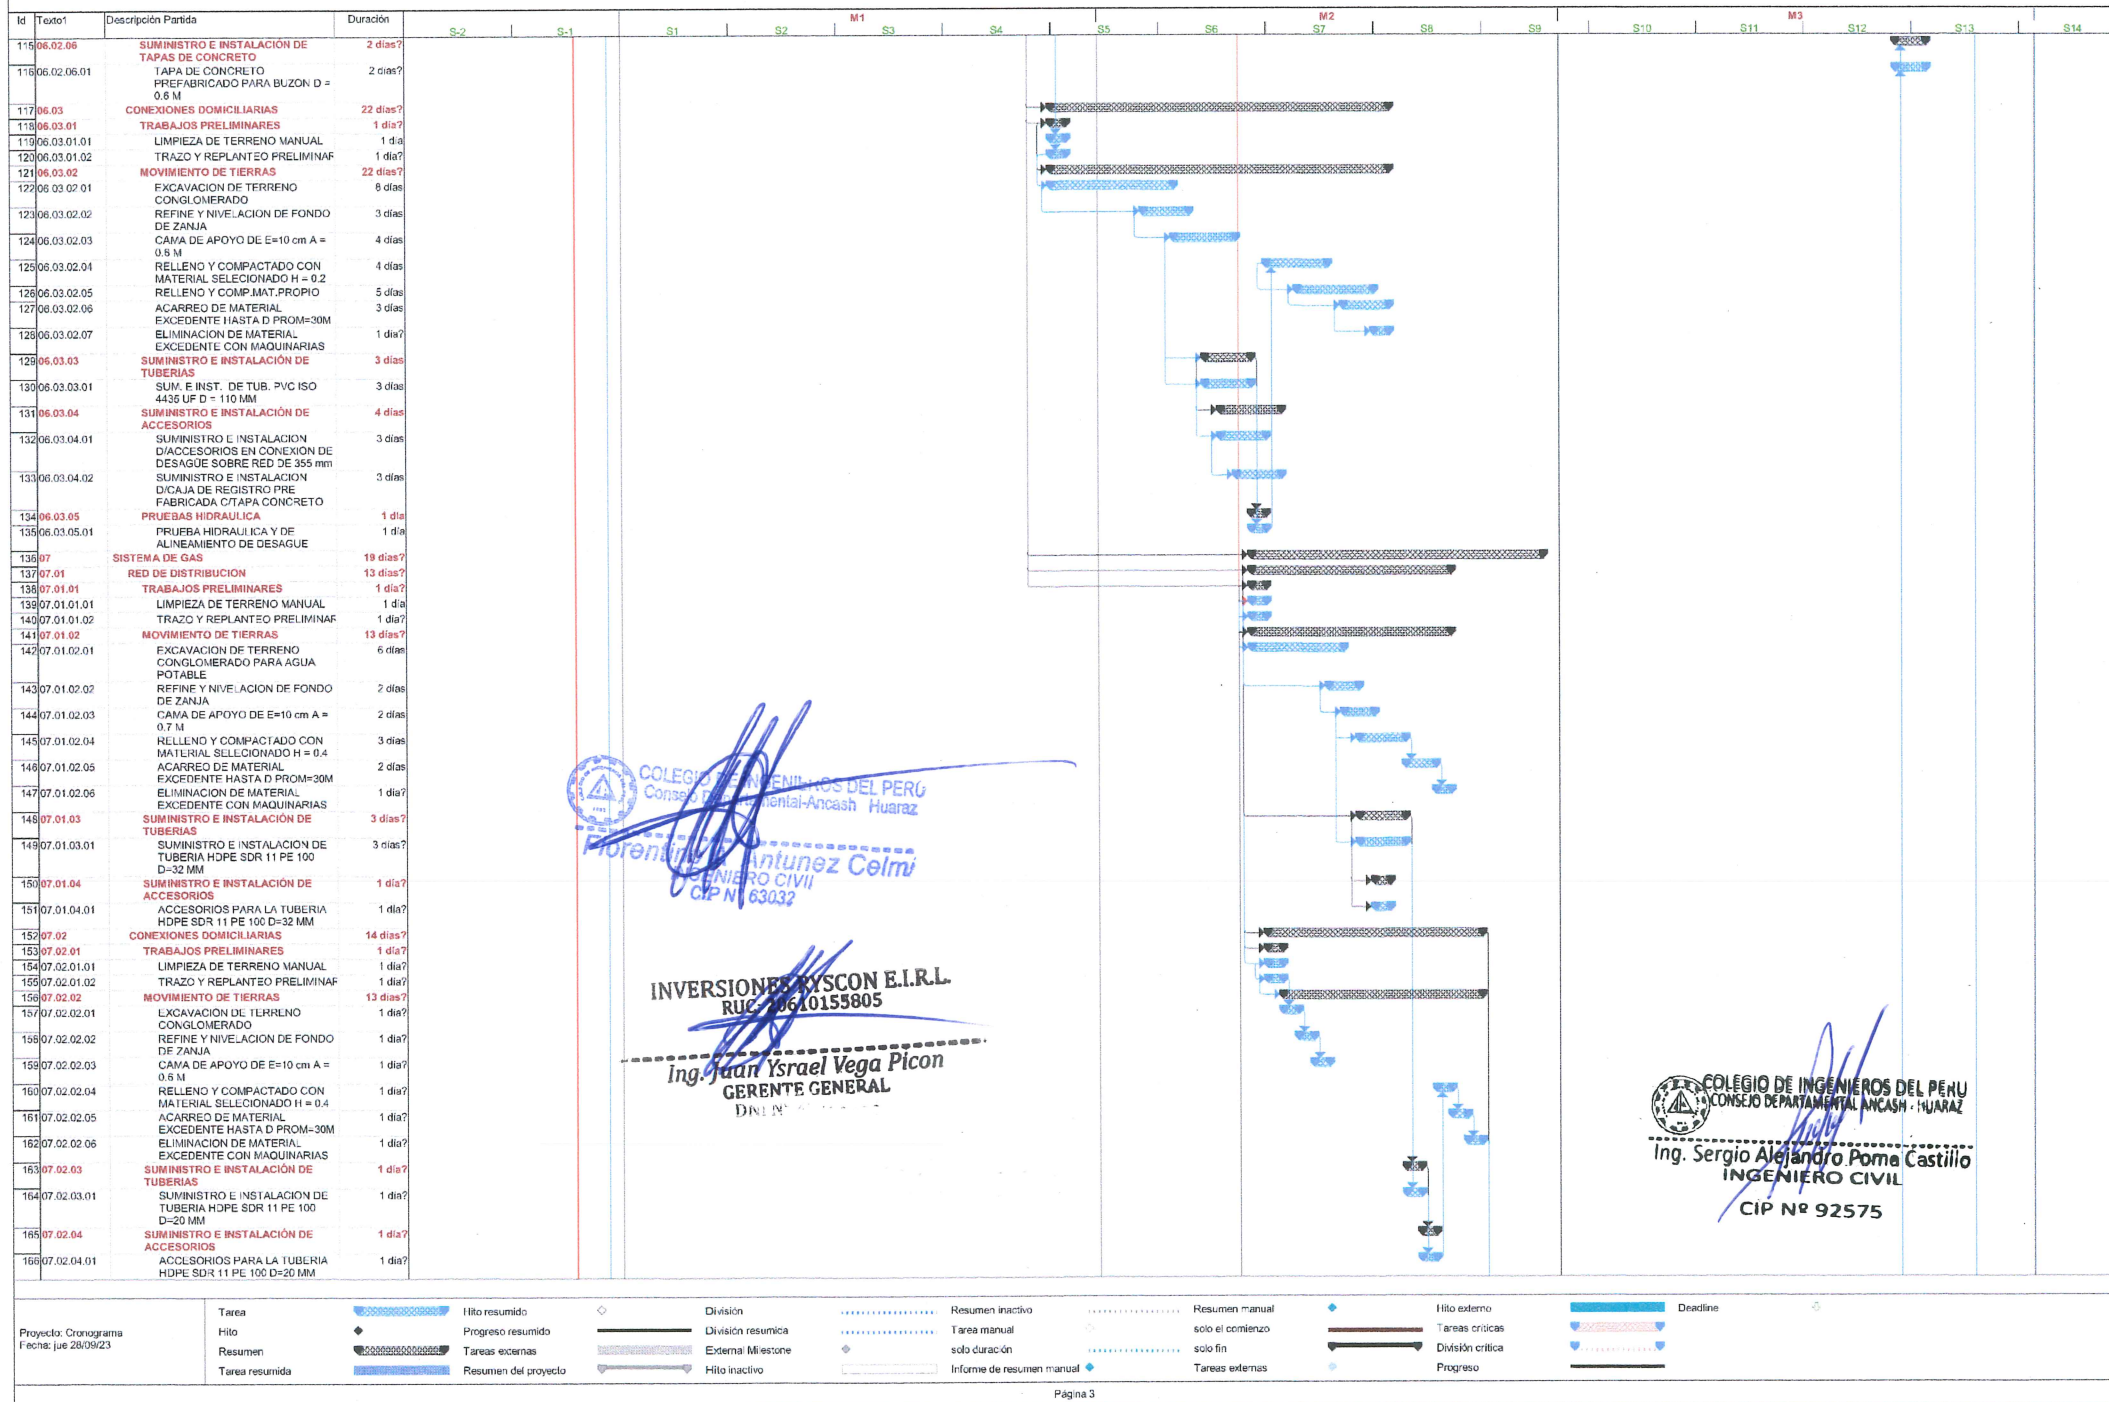 Id Texto1 Descripción Partida Duración M1 M2 M3
S-2 S-1 S1 S2 S3 S4 S5 S6 S7 S8 S9 S10 S11 S12 S13 S14
115 06.02.06 SUMINISTRO E INSTALACIÓN DE 2 días?
TAPAS DE CONCRETO
116 06.02.06.01 TAPA DE CONCRETO 2 días?
PREFABRICADO PARA BUZON D =
0.6 M
117 06.03 CONEXIONES DOMICILIARIAS 22 días?
118 06.03.01 TRABAJOS PRELIMINARES 1 día?
119 06.03.01.01 LIMPIEZA DE TERRENO MANUAL 1 día
120 06.03.01.02 TRAZO Y REPLANTEO PRELIMINAR 1 día?
121 06.03.02 MOVIMIENTO DE TIERRAS 22 días?
122 06.03.02.01 EXCAVACION DE TERRENO 8 días
CONGLOMERADO
123 06.03.02.02 REFINE Y NIVELACION DE FONDO 3 días
DE ZANJA
124 06.03.02.03 CAMA DE APOYO DE E=10 cm A = 4 días
0.6 M
125 06.03.02.04 RELLENO Y COMPACTADO CON 4 días
MATERIAL SELECIONADO H = 0.2
126 06.03.02.05 RELLENO Y COMP.MAT.PROPIO 5 días
127 06.03.02.06 ACARREO DE MATERIAL 3 días
EXCEDENTE HASTA D PROM=30M
128 06.03.02.07 ELIMINACION DE MATERIAL 1 día?
EXCEDENTE CON MAQUINARIAS
129 06.03.03 SUMINISTRO E INSTALACIÓN DE 3 días
TUBERIAS
130 06.03.03.01 SUM. E INST. DE TUB. PVC ISO 3 días
4435 UF D = 110 MM
131 06.03.04 SUMINISTRO E INSTALACIÓN DE 4 días
ACCESORIOS
132 06.03.04.01 SUMINISTRO E INSTALACION 3 días
D/ACCESORIOS EN CONEXION DE
DESAGÜE SOBRE RED DE 355 mm
133 06.03.04.02 SUMINISTRO E INSTALACION 3 días
D/CAJA DE REGISTRO PRE
FABRICADA C/TAPA CONCRETO
134 06.03.05 PRUEBAS HIDRAULICA 1 día
135 06.03.05.01 PRUEBA HIDRAULICA Y DE 1 día
ALINEAMIENTO DE DESAGUE
136 07 SISTEMA DE GAS 19 días?
137 07.01 RED DE DISTRIBUCION 13 días?
138 07.01.01 TRABAJOS PRELIMINARES 1 día?
139 07.01.01.01 LIMPIEZA DE TERRENO MANUAL 1 día
140 07.01.01.02 TRAZO Y REPLANTEO PRELIMINAR 1 día?
141 07.01.02 MOVIMIENTO DE TIERRAS 13 días?
142 07.01.02.01 EXCAVACION DE TERRENO 6 días
CONGLOMERADO PARA AGUA
POTABLE
143 07.01.02.02 REFINE Y NIVELACION DE FONDO 2 días
DE ZANJA
144 07.01.02.03 CAMA DE APOYO DE E=10 cm A = 2 días
0.7 M
145 07.01.02.04 RELLENO Y COMPACTADO CON 3 días
MATERIAL SELECIONADO H = 0.4
146 07.01.02.05 ACARREO DE MATERIAL 2 días
EXCEDENTE HASTA D PROM=30M
147 07.01.02.06 ELIMINACION DE MATERIAL 1 día?
EXCEDENTE CON MAQUINARIAS
148 07.01.03 SUMINISTRO E INSTALACIÓN DE 3 días?
TUBERIAS
149 07.01.03.01 SUMINISTRO E INSTALACION DE 3 días?
TUBERIA HDPE SDR 11 PE 100
D=32 MM
150 07.01.04 SUMINISTRO E INSTALACIÓN DE 1 día?
ACCESORIOS
151 07.01.04.01 ACCESORIOS PARA LA TUBERIA 1 día?
HDPE SDR 11 PE 100 D=32 MM
152 07.02 CONEXIONES DOMICILIARIAS 14 días?
153 07.02.01 TRABAJOS PRELIMINARES 1 día?
154 07.02.01.01 LIMPIEZA DE TERRENO MANUAL 1 día?
155 07.02.01.02 TRAZO Y REPLANTEO PRELIMINAR 1 día?
156 07.02.02 MOVIMIENTO DE TIERRAS 13 días?
157 07.02.02.01 EXCAVACION DE TERRENO 1 día?
CONGLOMERADO
158 07.02.02.02 REFINE Y NIVELACION DE FONDO 1 día?
DE ZANJA
159 07.02.02.03 CAMA DE APOYO DE E=10 cm A = 1 día?
0.6 M
160 07.02.02.04 RELLENO Y COMPACTADO CON 1 día?
MATERIAL SELECIONADO H = 0.4
161 07.02.02.05 ACARREO DE MATERIAL 1 día?
EXCEDENTE HASTA D PROM=30M
162 07.02.02.06 ELIMINACION DE MATERIAL 1 día?
EXCEDENTE CON MAQUINARIAS
163 07.02.03 SUMINISTRO E INSTALACIÓN DE 1 día?
TUBERIAS
164 07.02.03.01 SUMINISTRO E INSTALACION DE 1 día?
TUBERIA HDPE SDR 11 PE 100
D=20 MM
165 07.02.04 SUMINISTRO E INSTALACIÓN DE 1 día?
ACCESORIOS
166 07.02.04.01 ACCESORIOS PARA LA TUBERIA 1 día?
HDPE SDR 11 PE 100 D=20 MM
COLEGIO DE INGENIEROS DEL PERÚ
Consejo Departamental-Ancash Huaraz
Antunez Celmi
INGENIERO CIVIL
CIP Nº 63032
INVERSIONES RYSCON E.I.R.L.
RUC: 20610155805
Ing. Juan Ysrael Vega Picon
GERENTE GENERAL
COLEGIO DE INGENIEROS DEL PERU
CONSEJO DEPARTAMENTAL ANCASH - HUARAZ
Ing. Sergio Alejandro Poma Castillo
INGENIERO CIVIL
CIP Nº 92575
Proyecto: Cronograma
Fecha: jue 28/09/23
Tarea Hito resumido División Resumen inactivo Resumen manual Hito externo Deadline
Hito Progreso resumido División resumida Tarea manual solo el comienzo Tareas críticas
Resumen Tareas externas External Milestone solo duración solo fin División crítica
Tarea resumida Resumen del proyecto Hito inactivo Informe de resumen manual Tareas externas Progreso
Página 3